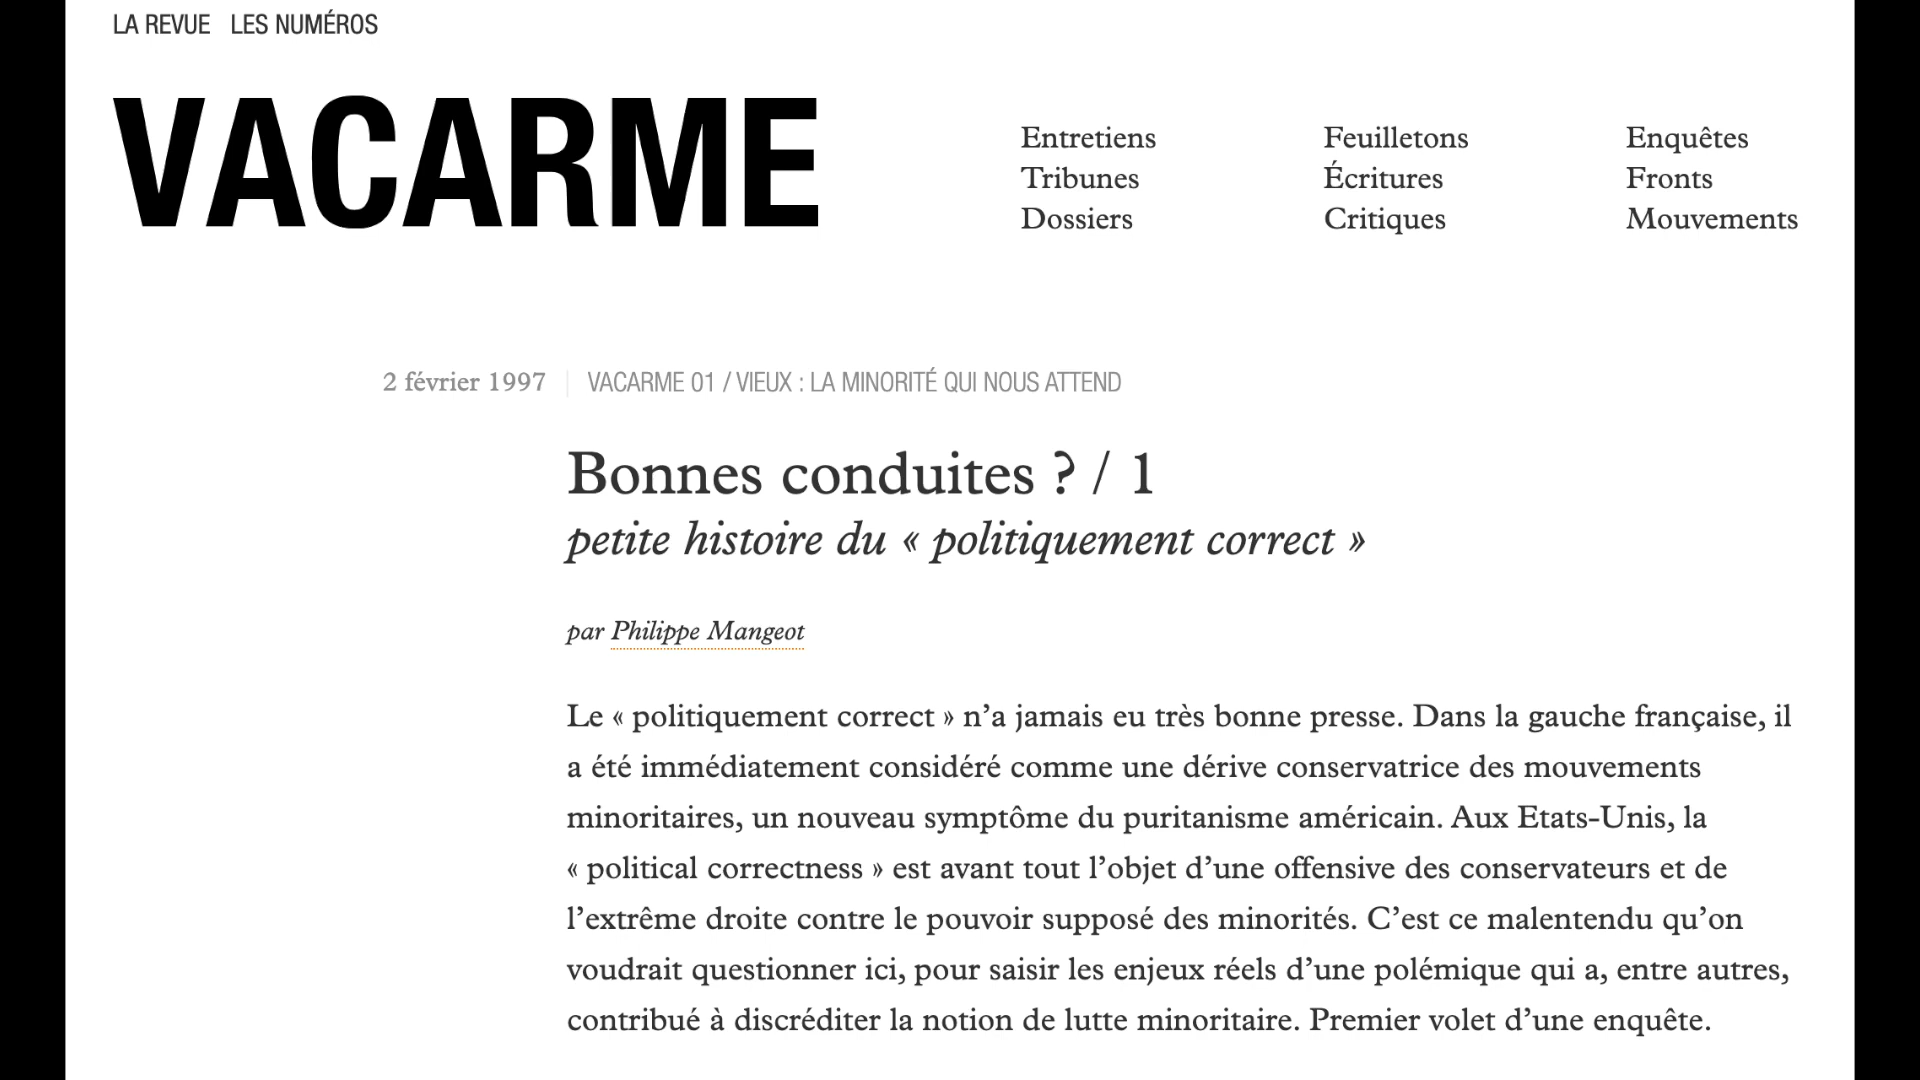 LA REVUE LES NUMÉROS
VACARME
Entretiens
Tribunes
Dossiers
Feuilletons
Écritures
Critiques
Enquêtes
Fronts
Mouvements
2 février 1997 | VACARME 01 / VIEUX : LA MINORITÉ QUI NOUS ATTEND
Bonnes conduites ? / 1
petite histoire du « politiquement correct »
par Philippe Mangeot
Le « politiquement correct » n’a jamais eu très bonne presse. Dans la gauche française, il
a été immédiatement considéré comme une dérive conservatrice des mouvements
minoritaires, un nouveau symptôme du puritanisme américain. Aux Etats-Unis, la
« political correctness » est avant tout l’objet d’une offensive des conservateurs et de
l’extrême droite contre le pouvoir supposé des minorités. C’est ce malentendu qu’on
voudrait questionner ici, pour saisir les enjeux réels d’une polémique qui a, entre autres,
contribué à discréditer la notion de lutte minoritaire. Premier volet d’une enquête.